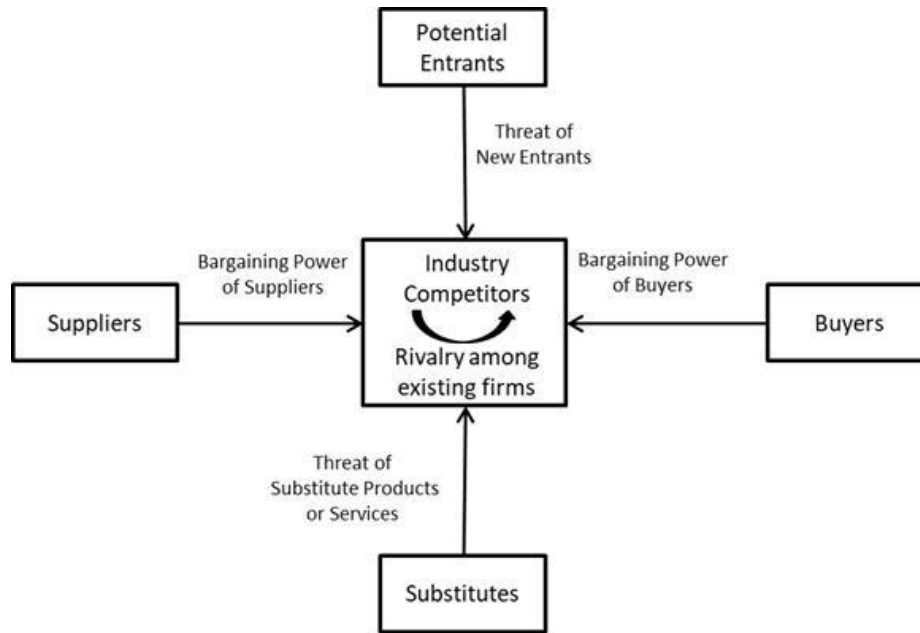 Potential
Entrants
Threat of
New Entrants
Bargaining Power
of Suppliers
Industry
Competitors
Bargaining Power
of Buyers
Suppliers
Buyers
Rivalry among
existing firms
Threat of
Substitute Products
or Services
Substitutes